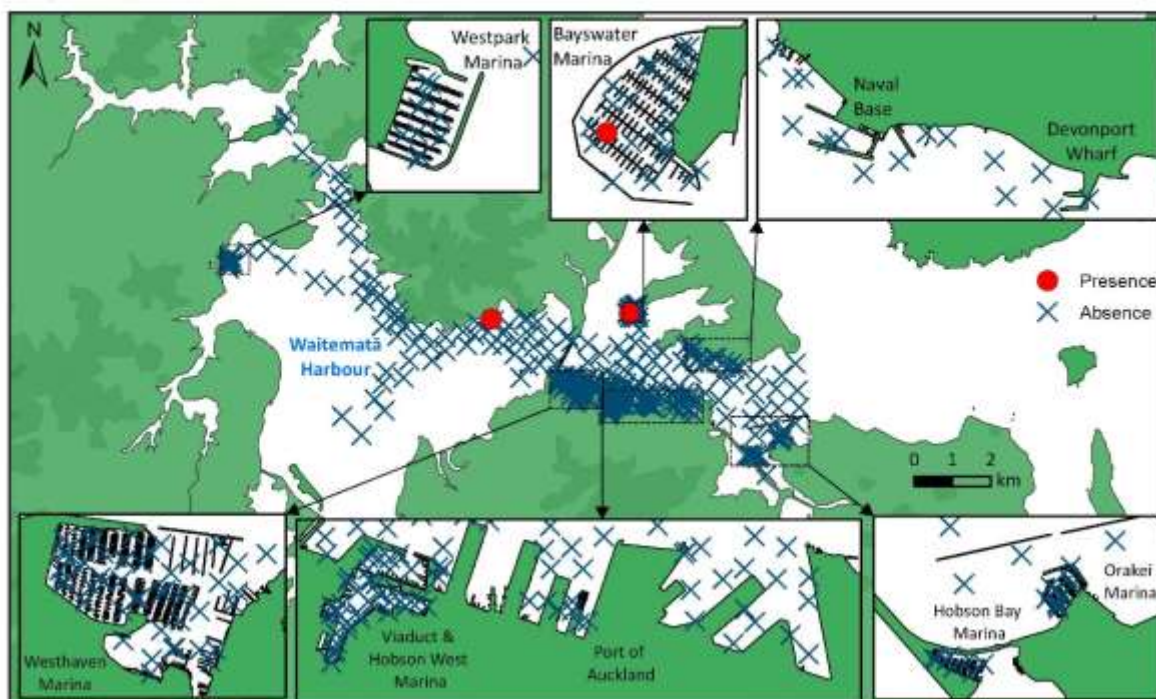 N
Westpark
Marina
Bayswater
Marina
Naval
Base
Devonport
Wharf
Presence
Absence
Waitematā
Harbour
0 1 2
km
Westhaven
Marina
Viaduct &
Hobson West
Marina
Port of
Auckland
Hobson Bay
Marina
Orakei
Marina